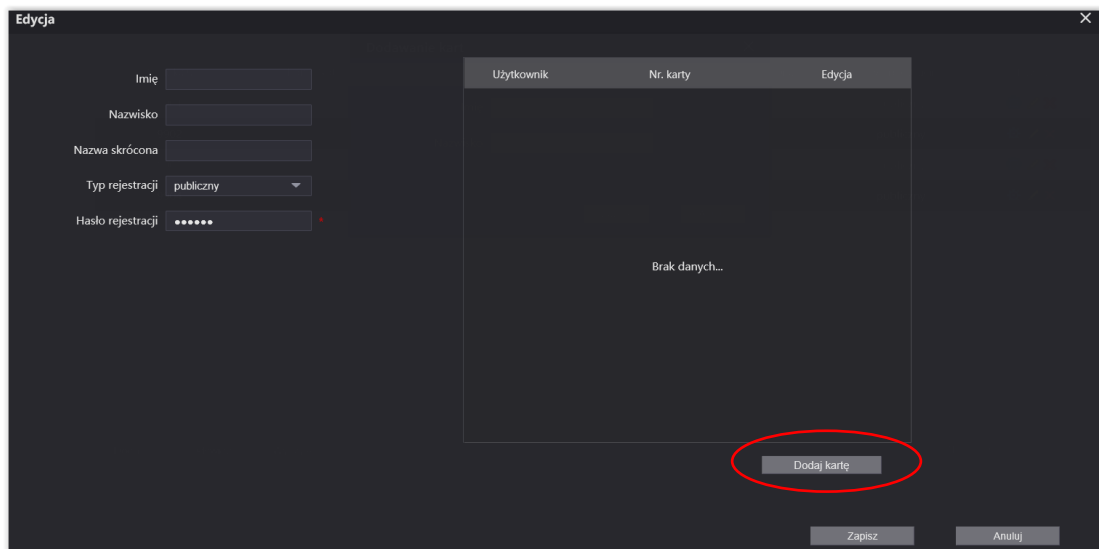 Edycja
Imię
Nazwisko
Nazwa skrócona
Typ rejestracji publiczny
Hasło rejestracji ●●●●●● *
Użytkownik Nr. karty Edycja
Brak danych...
Dodaj kartę
Zapisz Anuluj